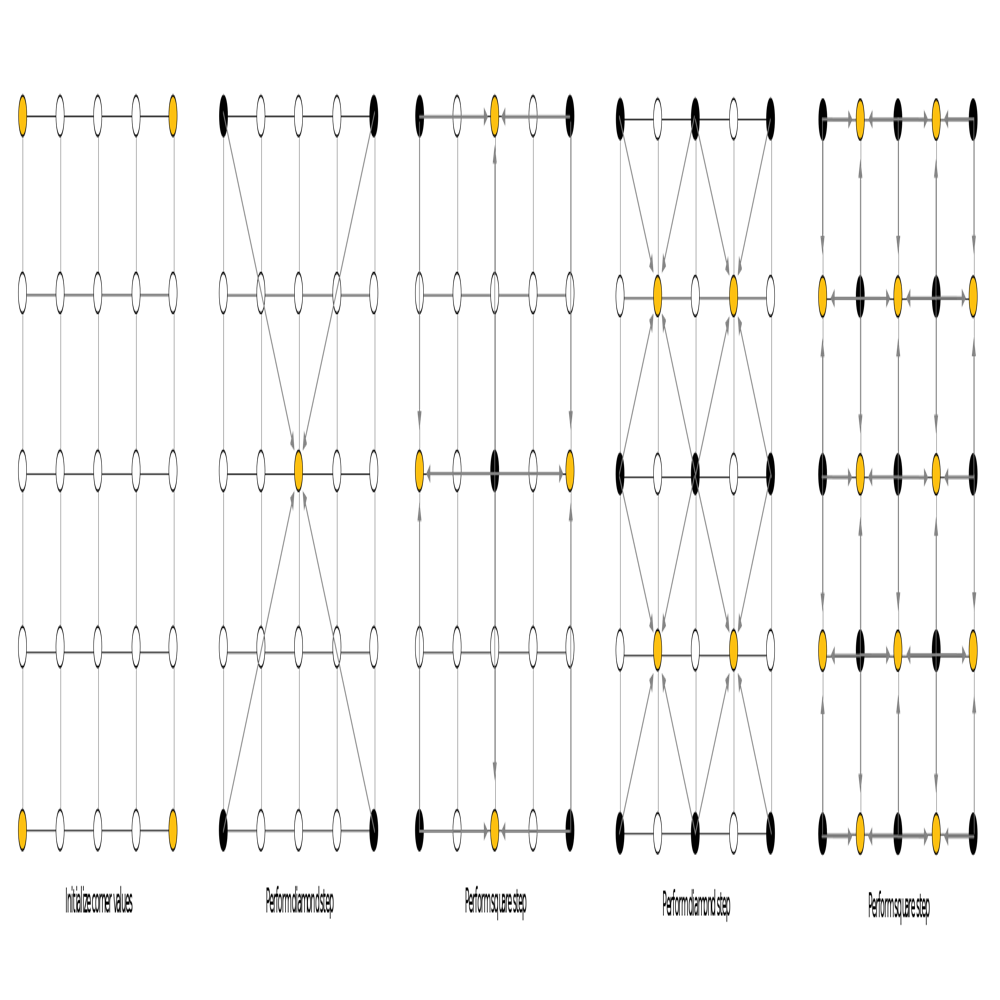 Initialize corner values
Perform diamond step
Perform square step
Perform diamond step
Perform square step